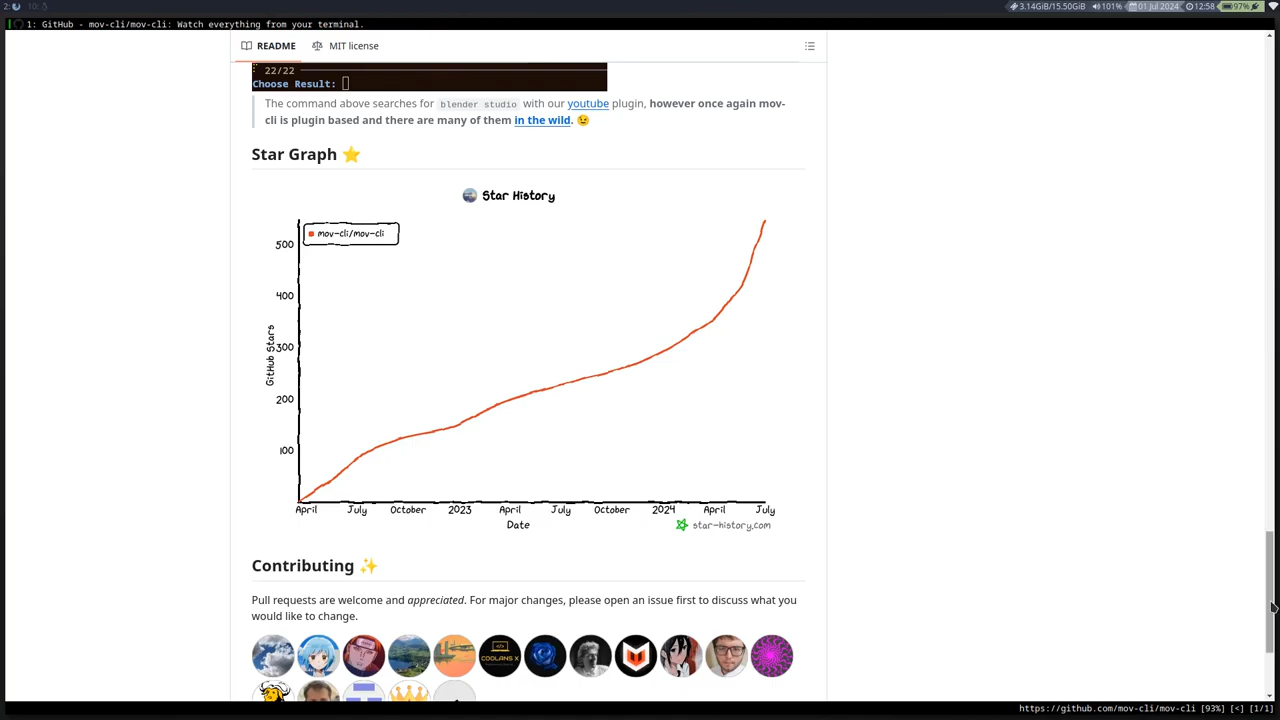 2: 10: 3.14GiB/15.50GiB 101% 01 Jul 2024 12:58 97%
1: GitHub - mov-cli/mov-cli: Watch everything from your terminal.
README MIT license
22/22
Choose Result:
The command above searches for blender studio with our youtube plugin, however once again mov-
cli is plugin based and there are many of them in the wild. 😉
Star Graph ⭐
Star History
mov-cli/mov-cli
500
400
300
200
100
GitHub Stars
April July October 2023 April July October 2024 April July
Date
star-history.com
Contributing ✨
Pull requests are welcome and appreciated. For major changes, please open an issue first to discuss what you
would like to change.
</> COOLANS X
https://github.com/mov-cli/mov-cli [93%] [<] [1/1]